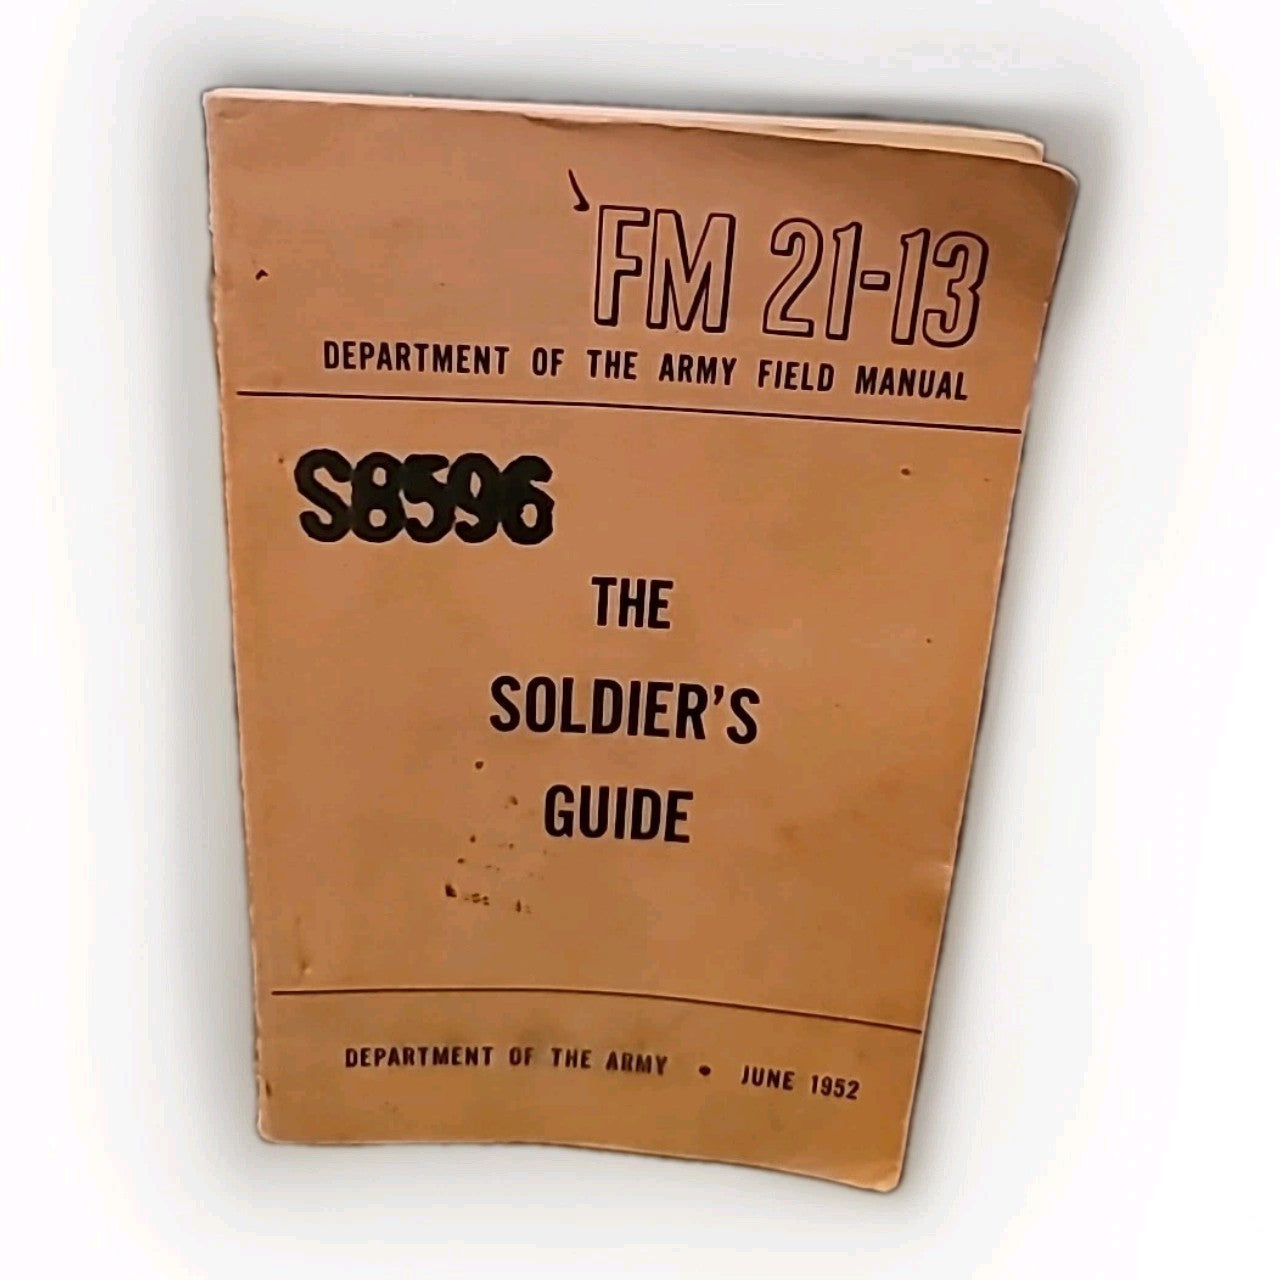 FM 21-13
DEPARTMENT OF THE ARMY FIELD MANUAL
S8596
THE
SOLDIER'S
GUIDE
DEPARTMENT OF THE ARMY • JUNE 1952